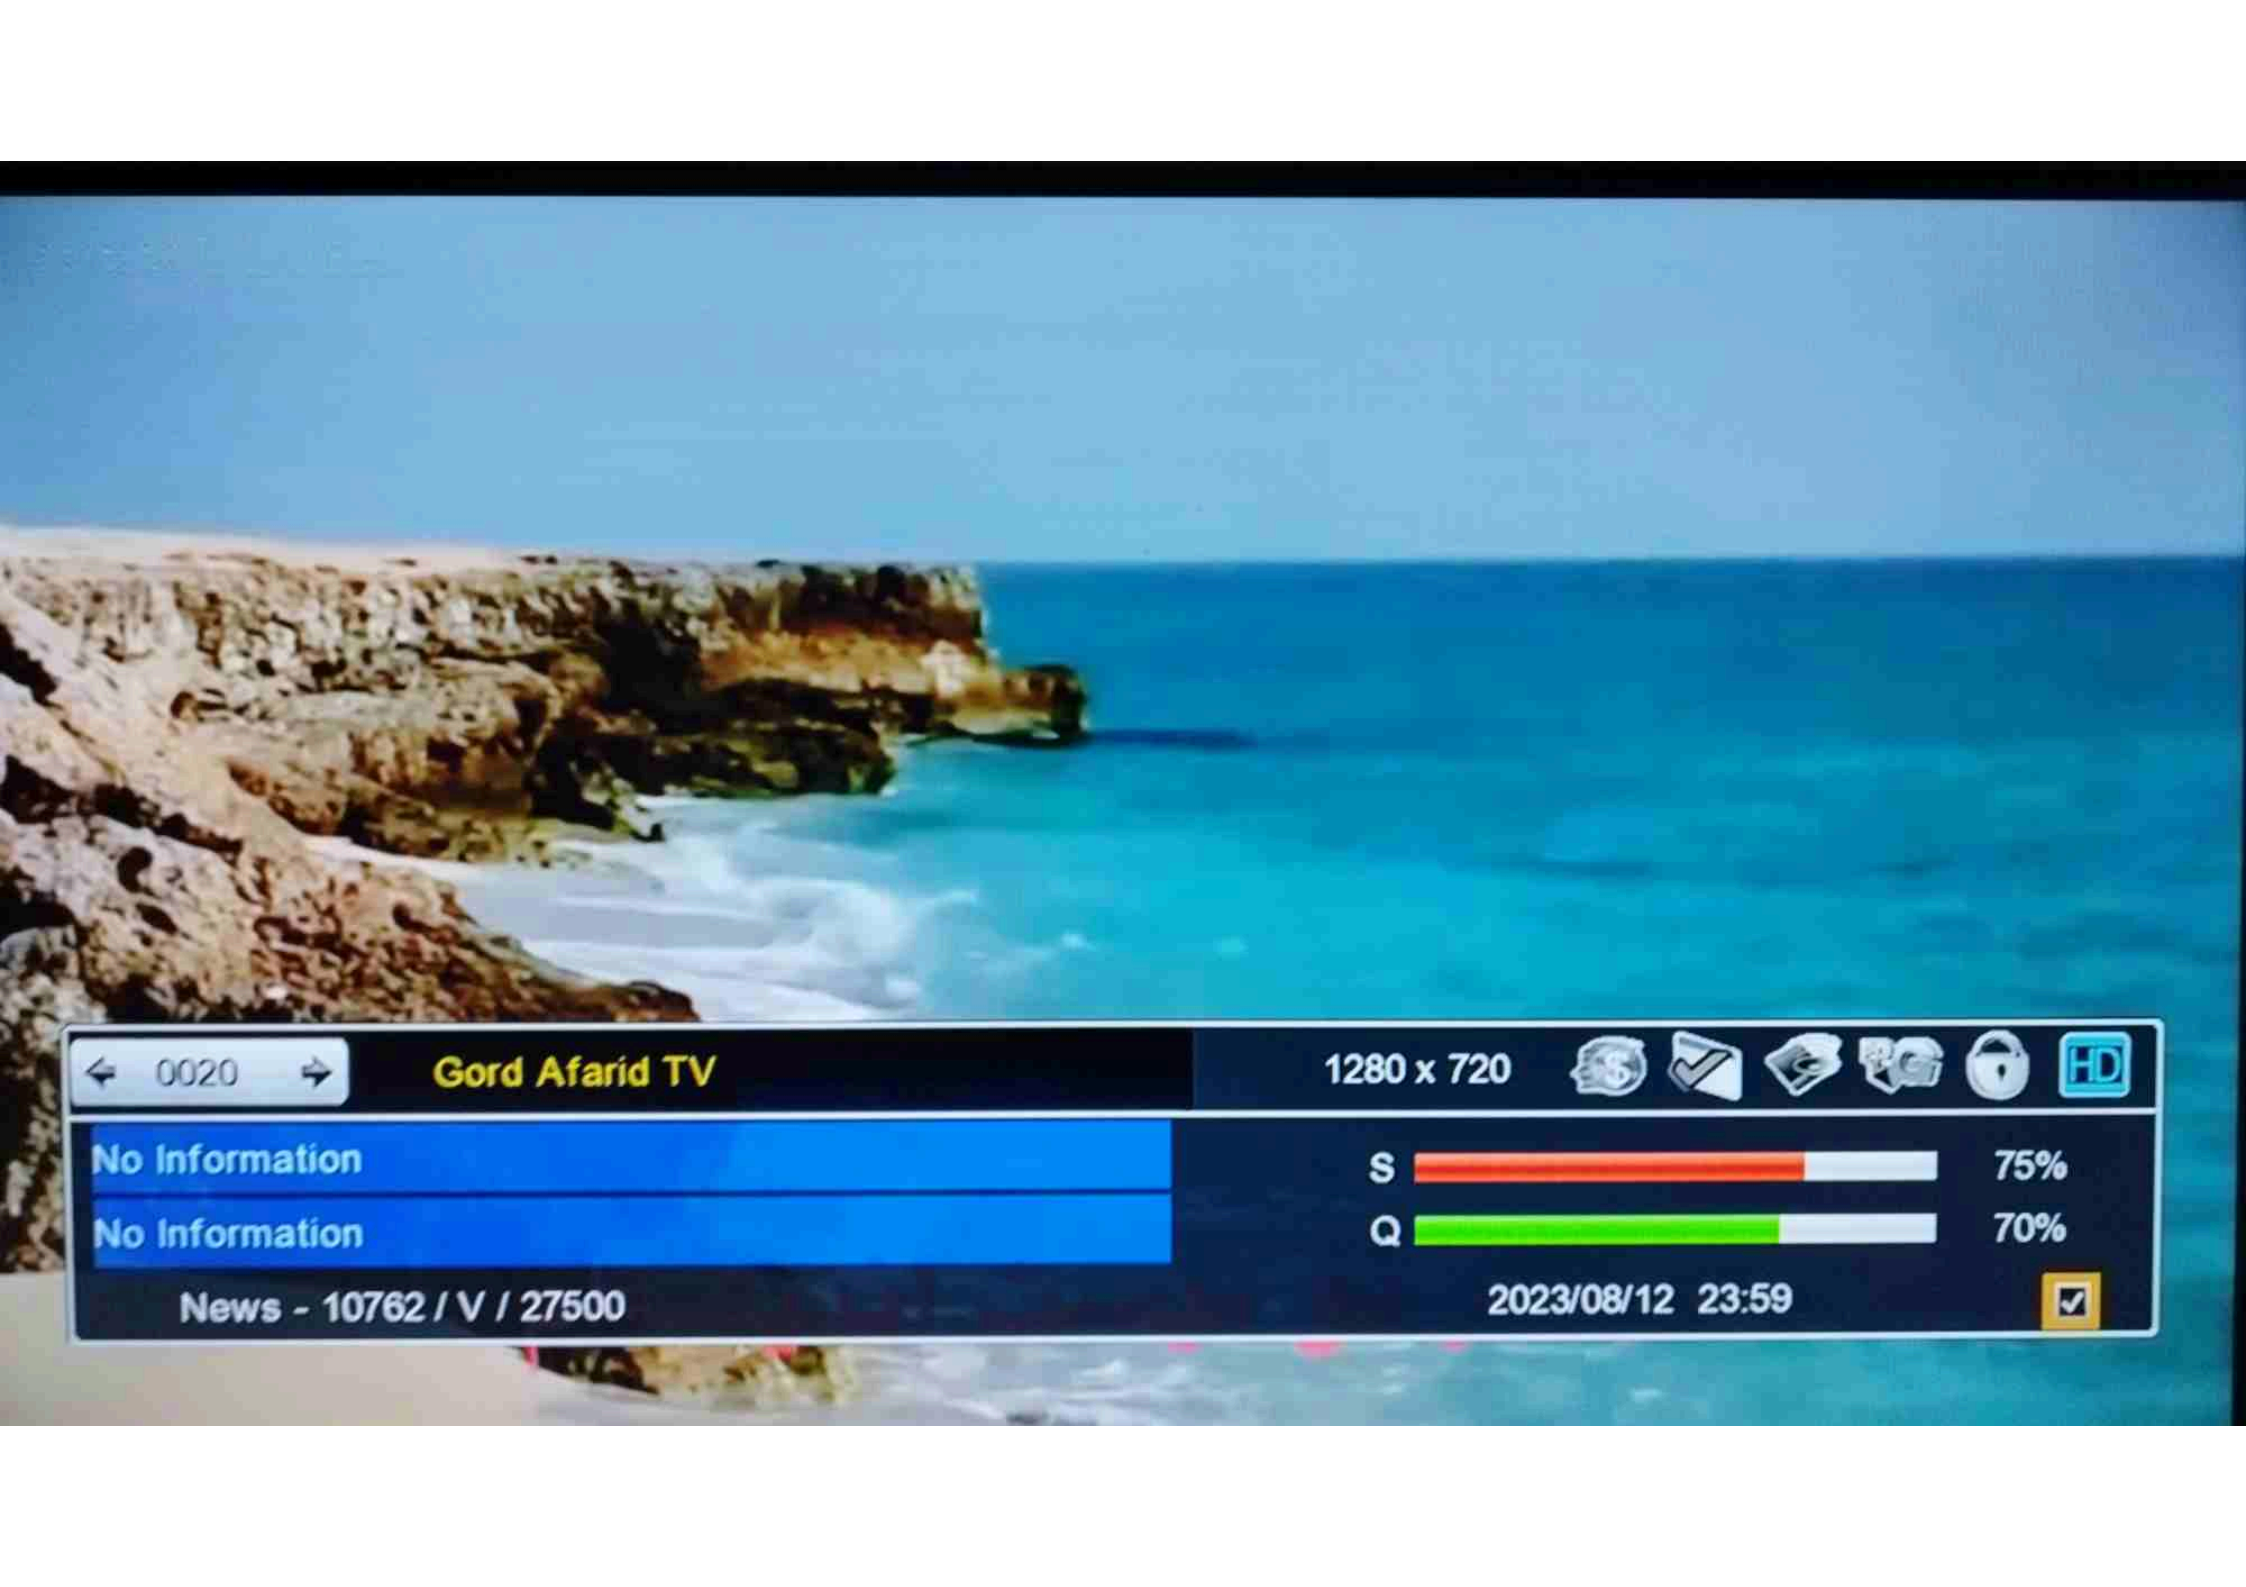 0020 Gord Afarid TV 1280 x 720 HD
No Information
S 75%
No Information
Q 70%
News - 10762 / V / 27500 2023/08/12 23:59